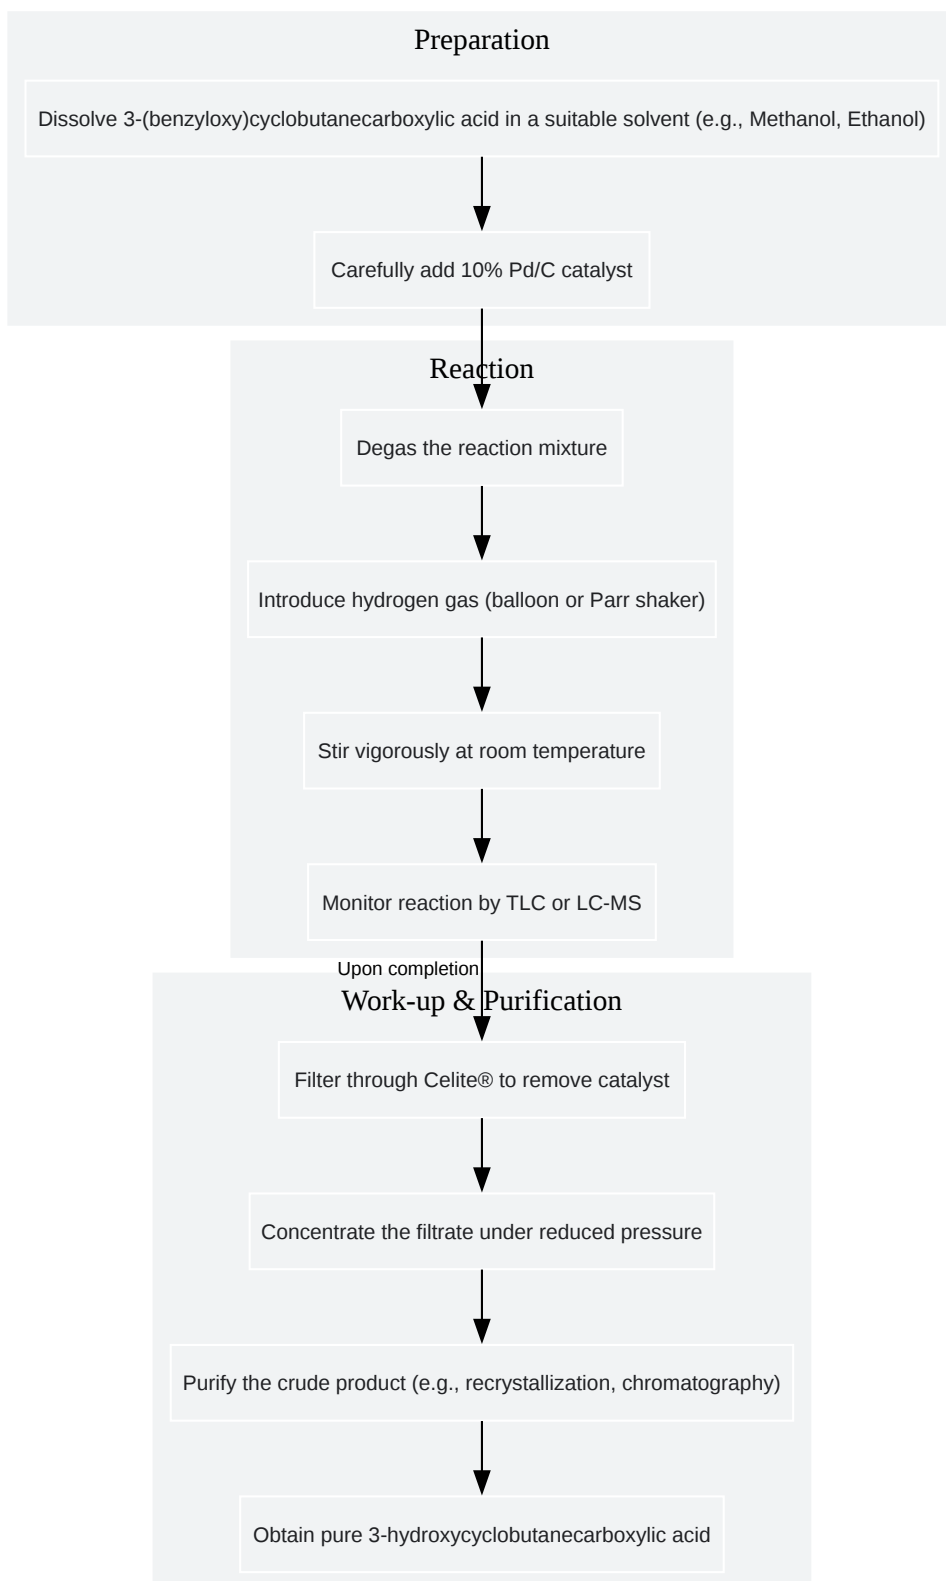 Preparation
Dissolve 3-(benzyloxy)cyclobutanecarboxylic acid in a suitable solvent (e.g., Methanol, Ethanol)
Carefully add 10% Pd/C catalyst
Reaction
Degas the reaction mixture
Introduce hydrogen gas (balloon or Parr shaker)
Stir vigorously at room temperature
Monitor reaction by TLC or LC-MS
Upon completion
Work-up & Purification
Filter through Celite® to remove catalyst
Concentrate the filtrate under reduced pressure
Purify the crude product (e.g., recrystallization, chromatography)
Obtain pure 3-hydroxycyclobutanecarboxylic acid